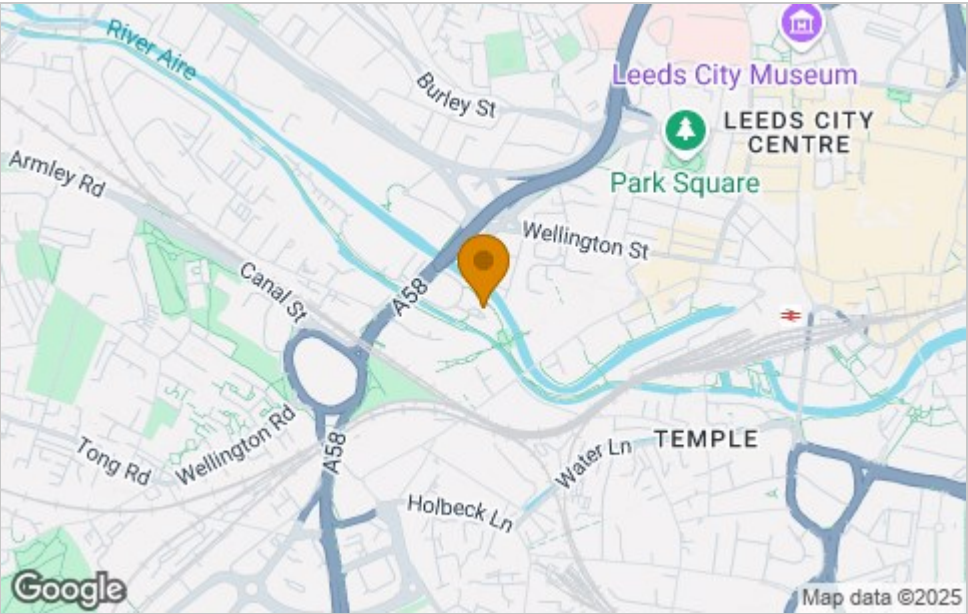 River Aire
Burley St
Leeds City Museum
LEEDS CITY
CENTRE
Park Square
Armley Rd
Wellington St
Canal St
A58
Wellington Rd
A58
Tong Rd
TEMPLE
Water Ln
Holbeck Ln
Google
Map data ©2025